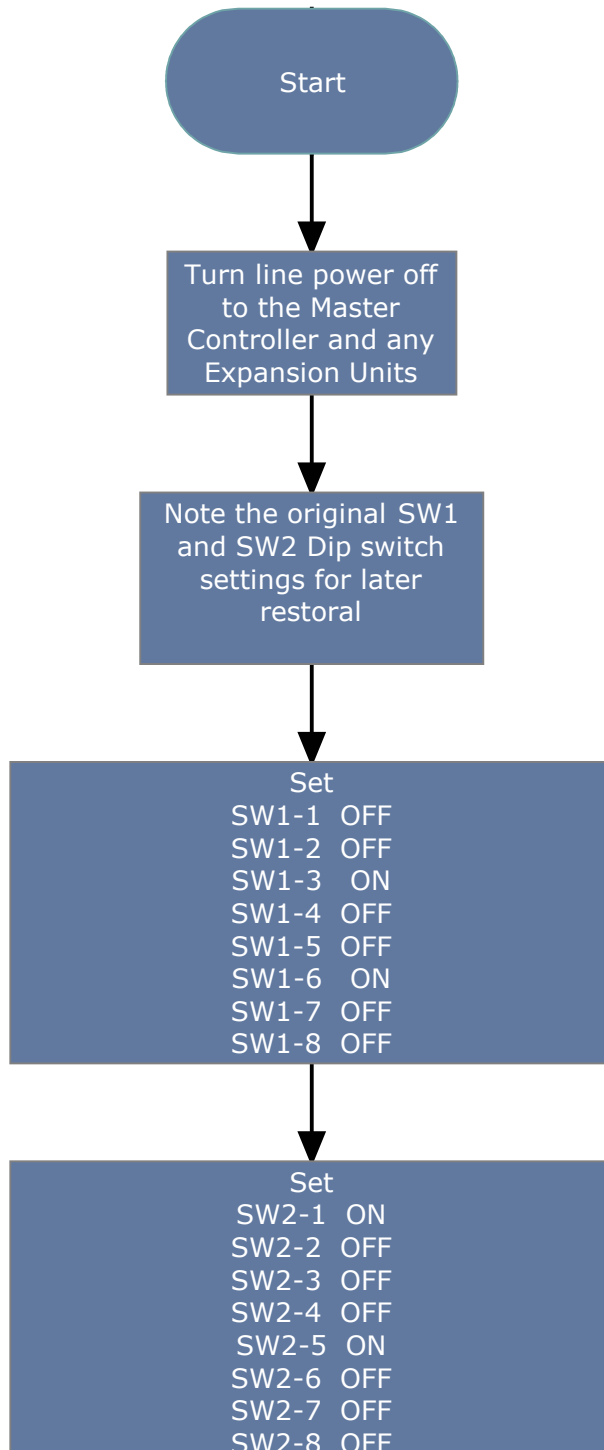 Start
Turn line power off
to the Master
Controller and any
Expansion Units
Note the original SW1
and SW2 Dip switch
settings for later
restoral
Set
SW1-1 OFF
SW1-2 OFF
SW1-3 ON
SW1-4 OFF
SW1-5 OFF
SW1-6 ON
SW1-7 OFF
SW1-8 OFF
Set
SW2-1 ON
SW2-2 OFF
SW2-3 OFF
SW2-4 OFF
SW2-5 ON
SW2-6 OFF
SW2-7 OFF
SW2-8 OFF